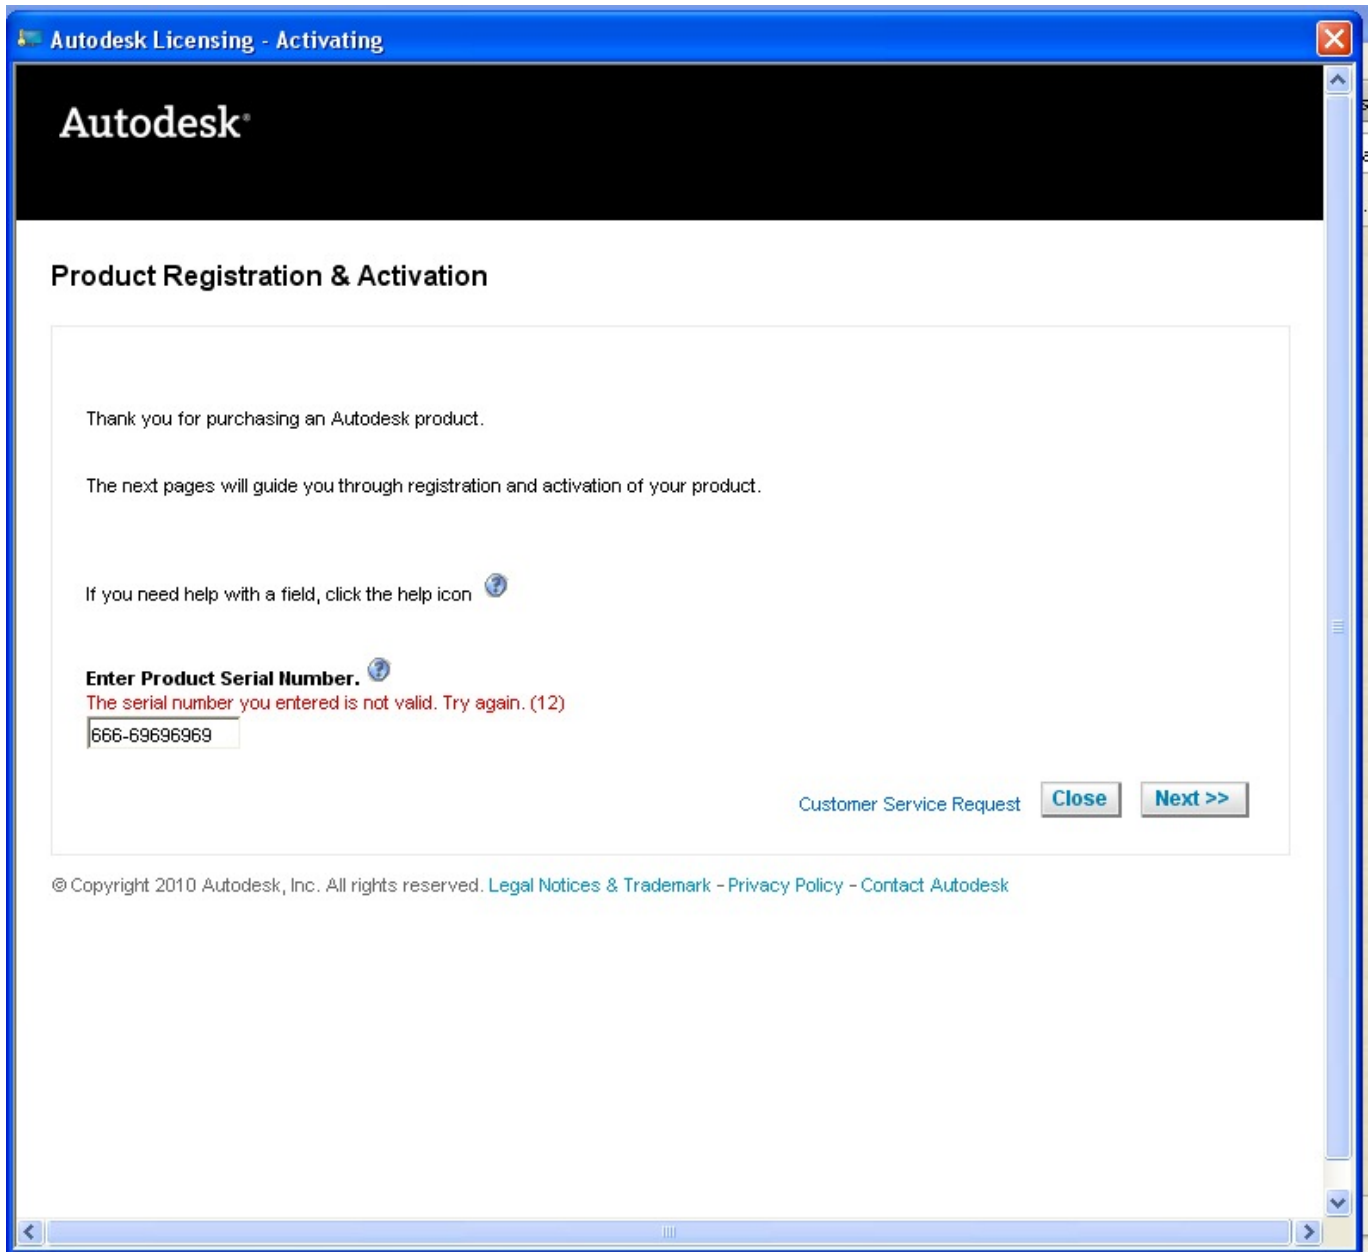 Autodesk Licensing - Activating
Autodesk®
Product Registration & Activation
Thank you for purchasing an Autodesk product.
The next pages will guide you through registration and activation of your product.
If you need help with a field, click the help icon ?
Enter Product Serial Number. ?
The serial number you entered is not valid. Try again. (12)
666-69696969
Customer Service Request Close Next >>
© Copyright 2010 Autodesk, Inc. All rights reserved. Legal Notices & Trademark - Privacy Policy - Contact Autodesk